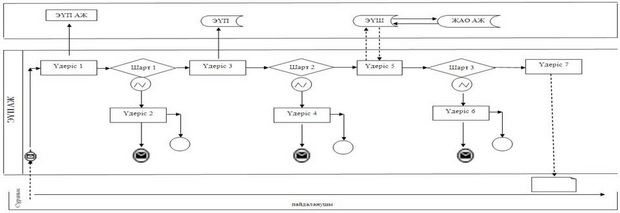 ЭҮП АЖ
ЭҮП
ЭҮШ
ЖАО АЖ
Үдеріс 1
Шарт 1
Үдеріс 3
Шарт 2
Үдеріс 5
Шарт 3
Үдеріс 7
Үдеріс 2
Үдеріс 4
Үдеріс 6
пайдаланушы